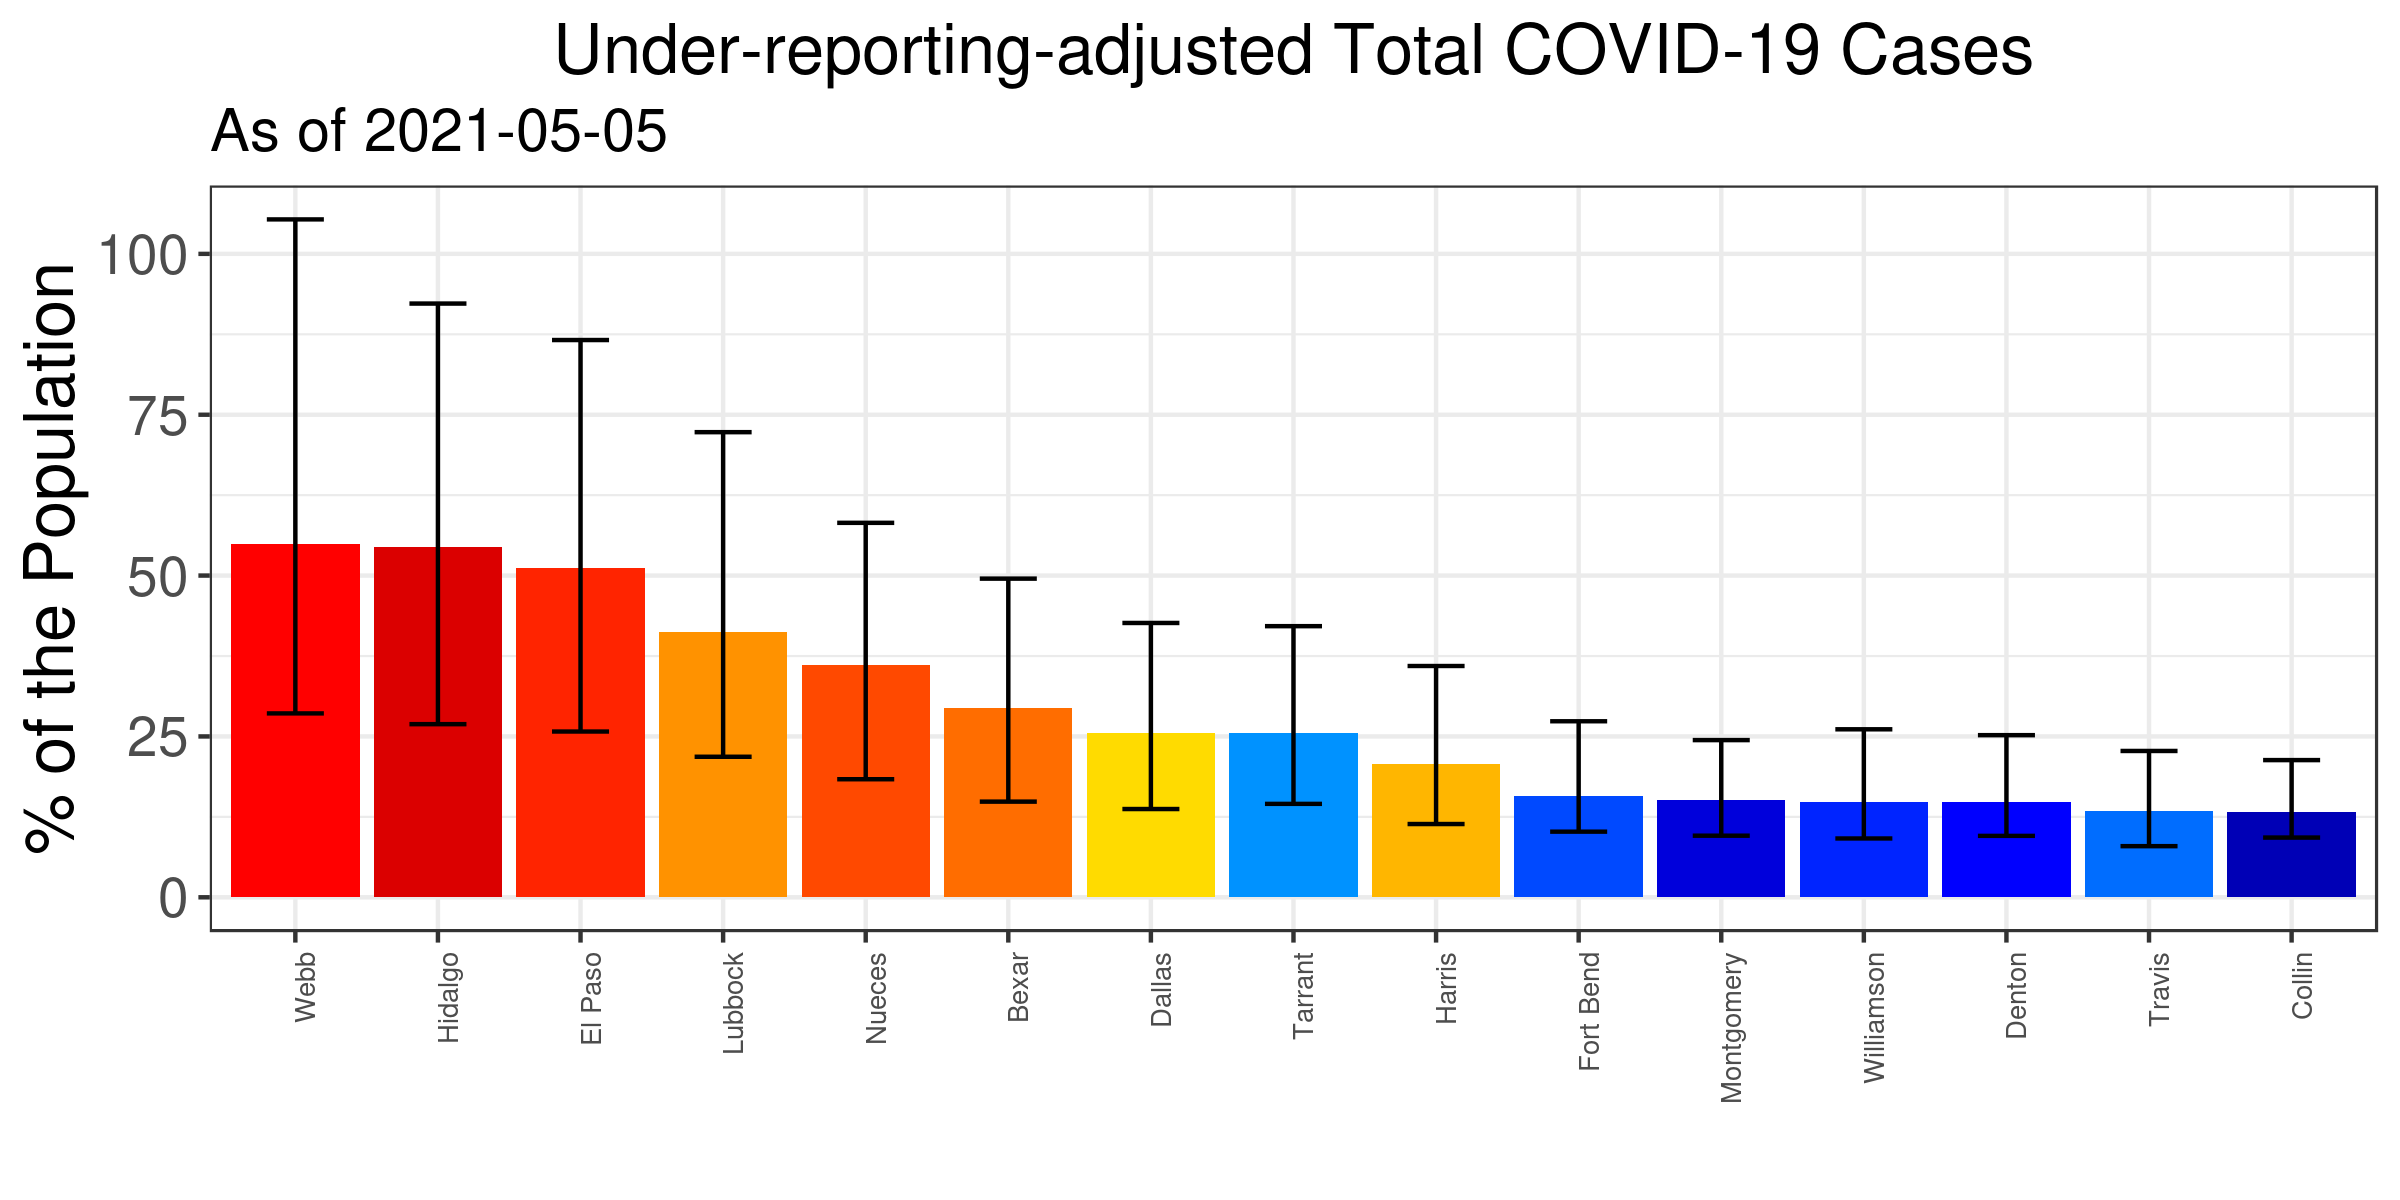 Under-reporting-adjusted Total COVID-19 Cases
As of 2021-05-05
% of the Population
100
75
50
25
0
Webb
Hidalgo
El Paso
Lubbock
Nueces
Bexar
Dallas
Tarrant
Harris
Fort Bend
Montgomery
Williamson
Denton
Travis
Collin